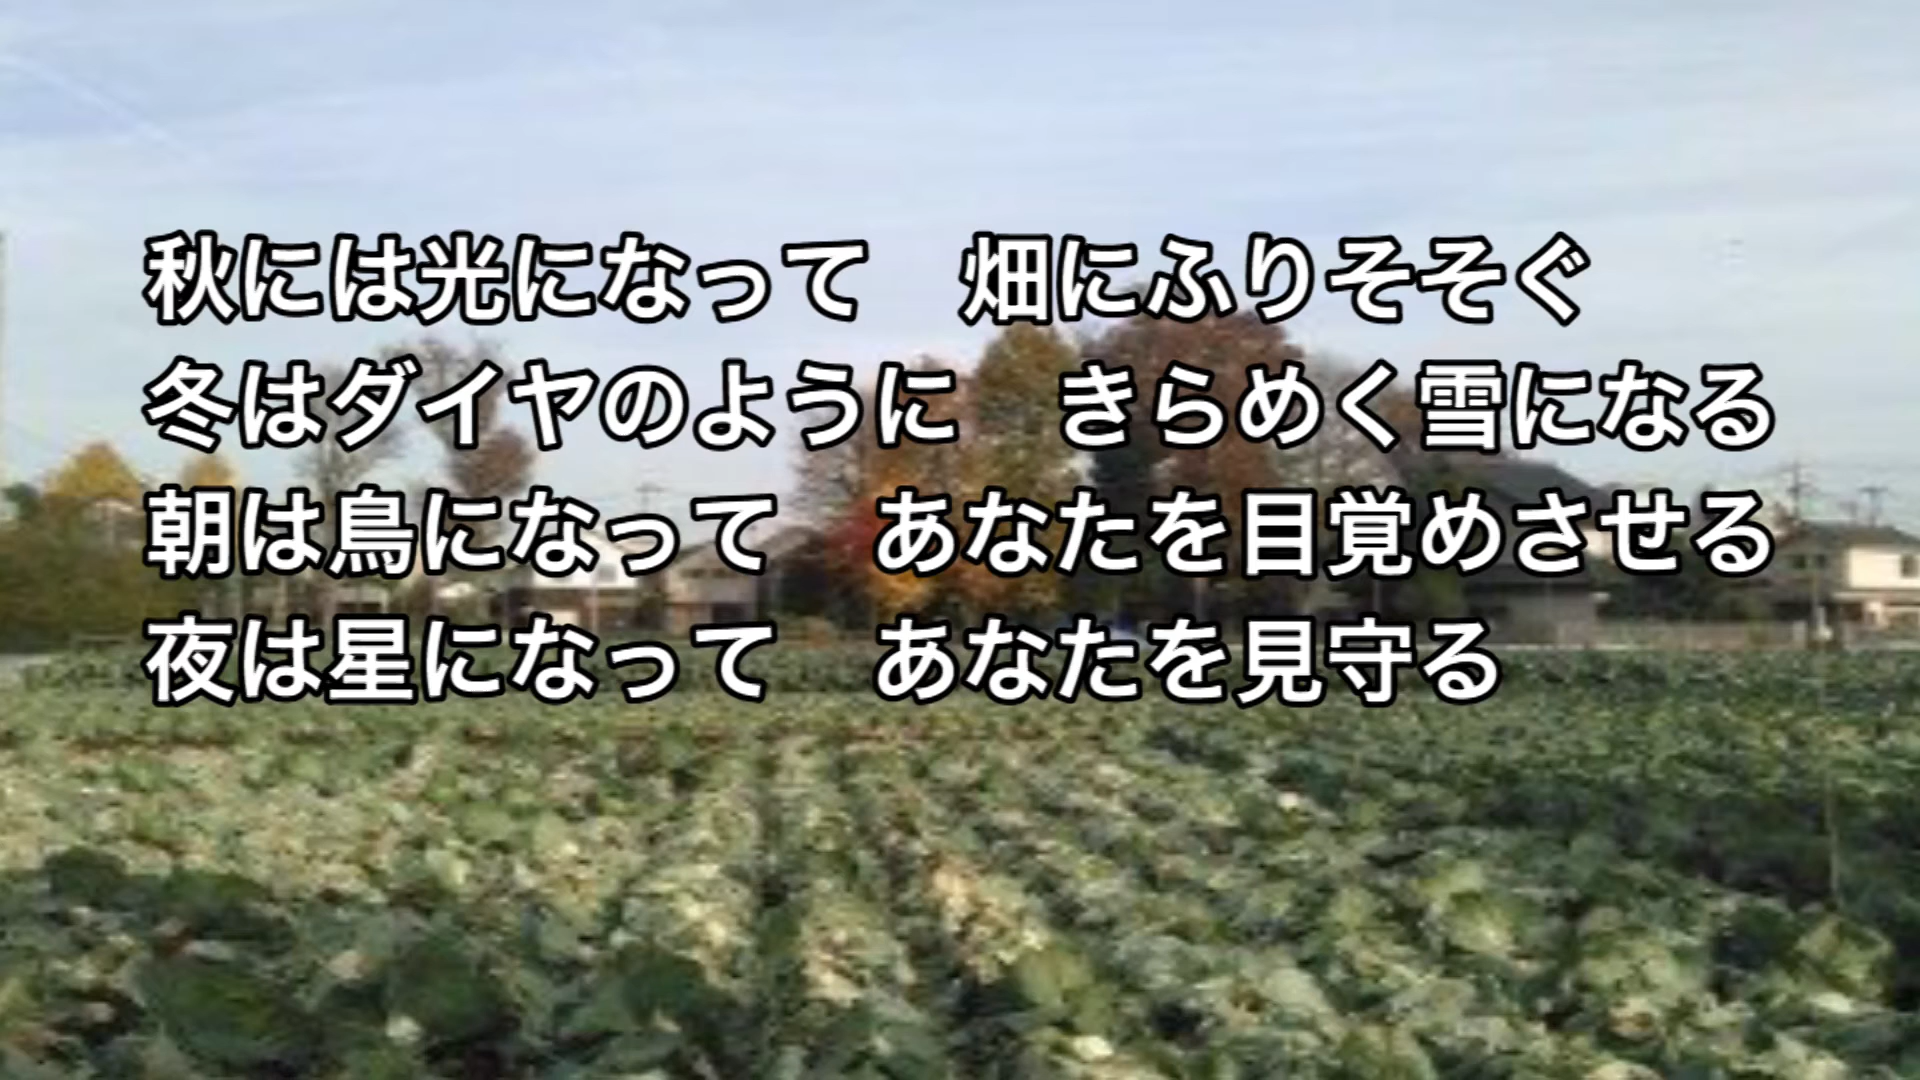 秋には光になって　畑にふりそそぐ
冬はダイヤのように　きらめく雪になる
朝は鳥になって　あなたを目覚めさせる
夜は星になって　あなたを見守る